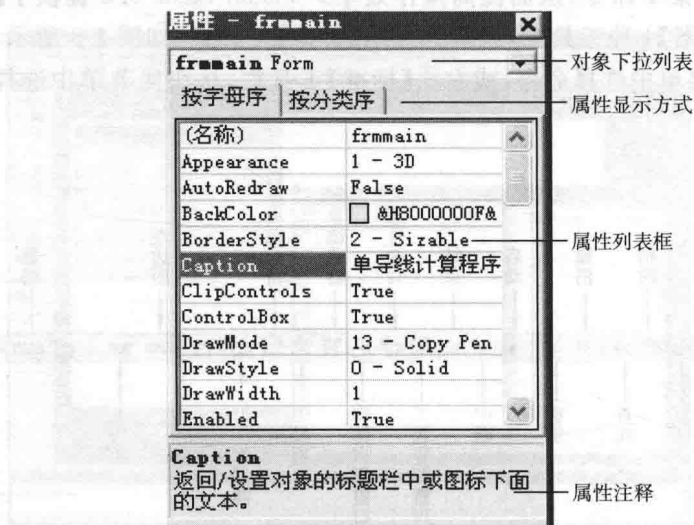 属性 - frmmain
frmmain Form
对象下拉列表
按字母序 按分类序
属性显示方式
(名称) frmmain
Appearance 1 - 3D
AutoRedraw False
BackColor &H8000000F&
BorderStyle 2 - Sizable
属性列表框
Caption 单导线计算程序
ClipControls True
ControlBox True
DrawMode 13 - Copy Pen
DrawStyle 0 - Solid
DrawWidth 1
Enabled True
Caption
返回/设置对象的标题栏中或图标下面
的文本。
属性注释